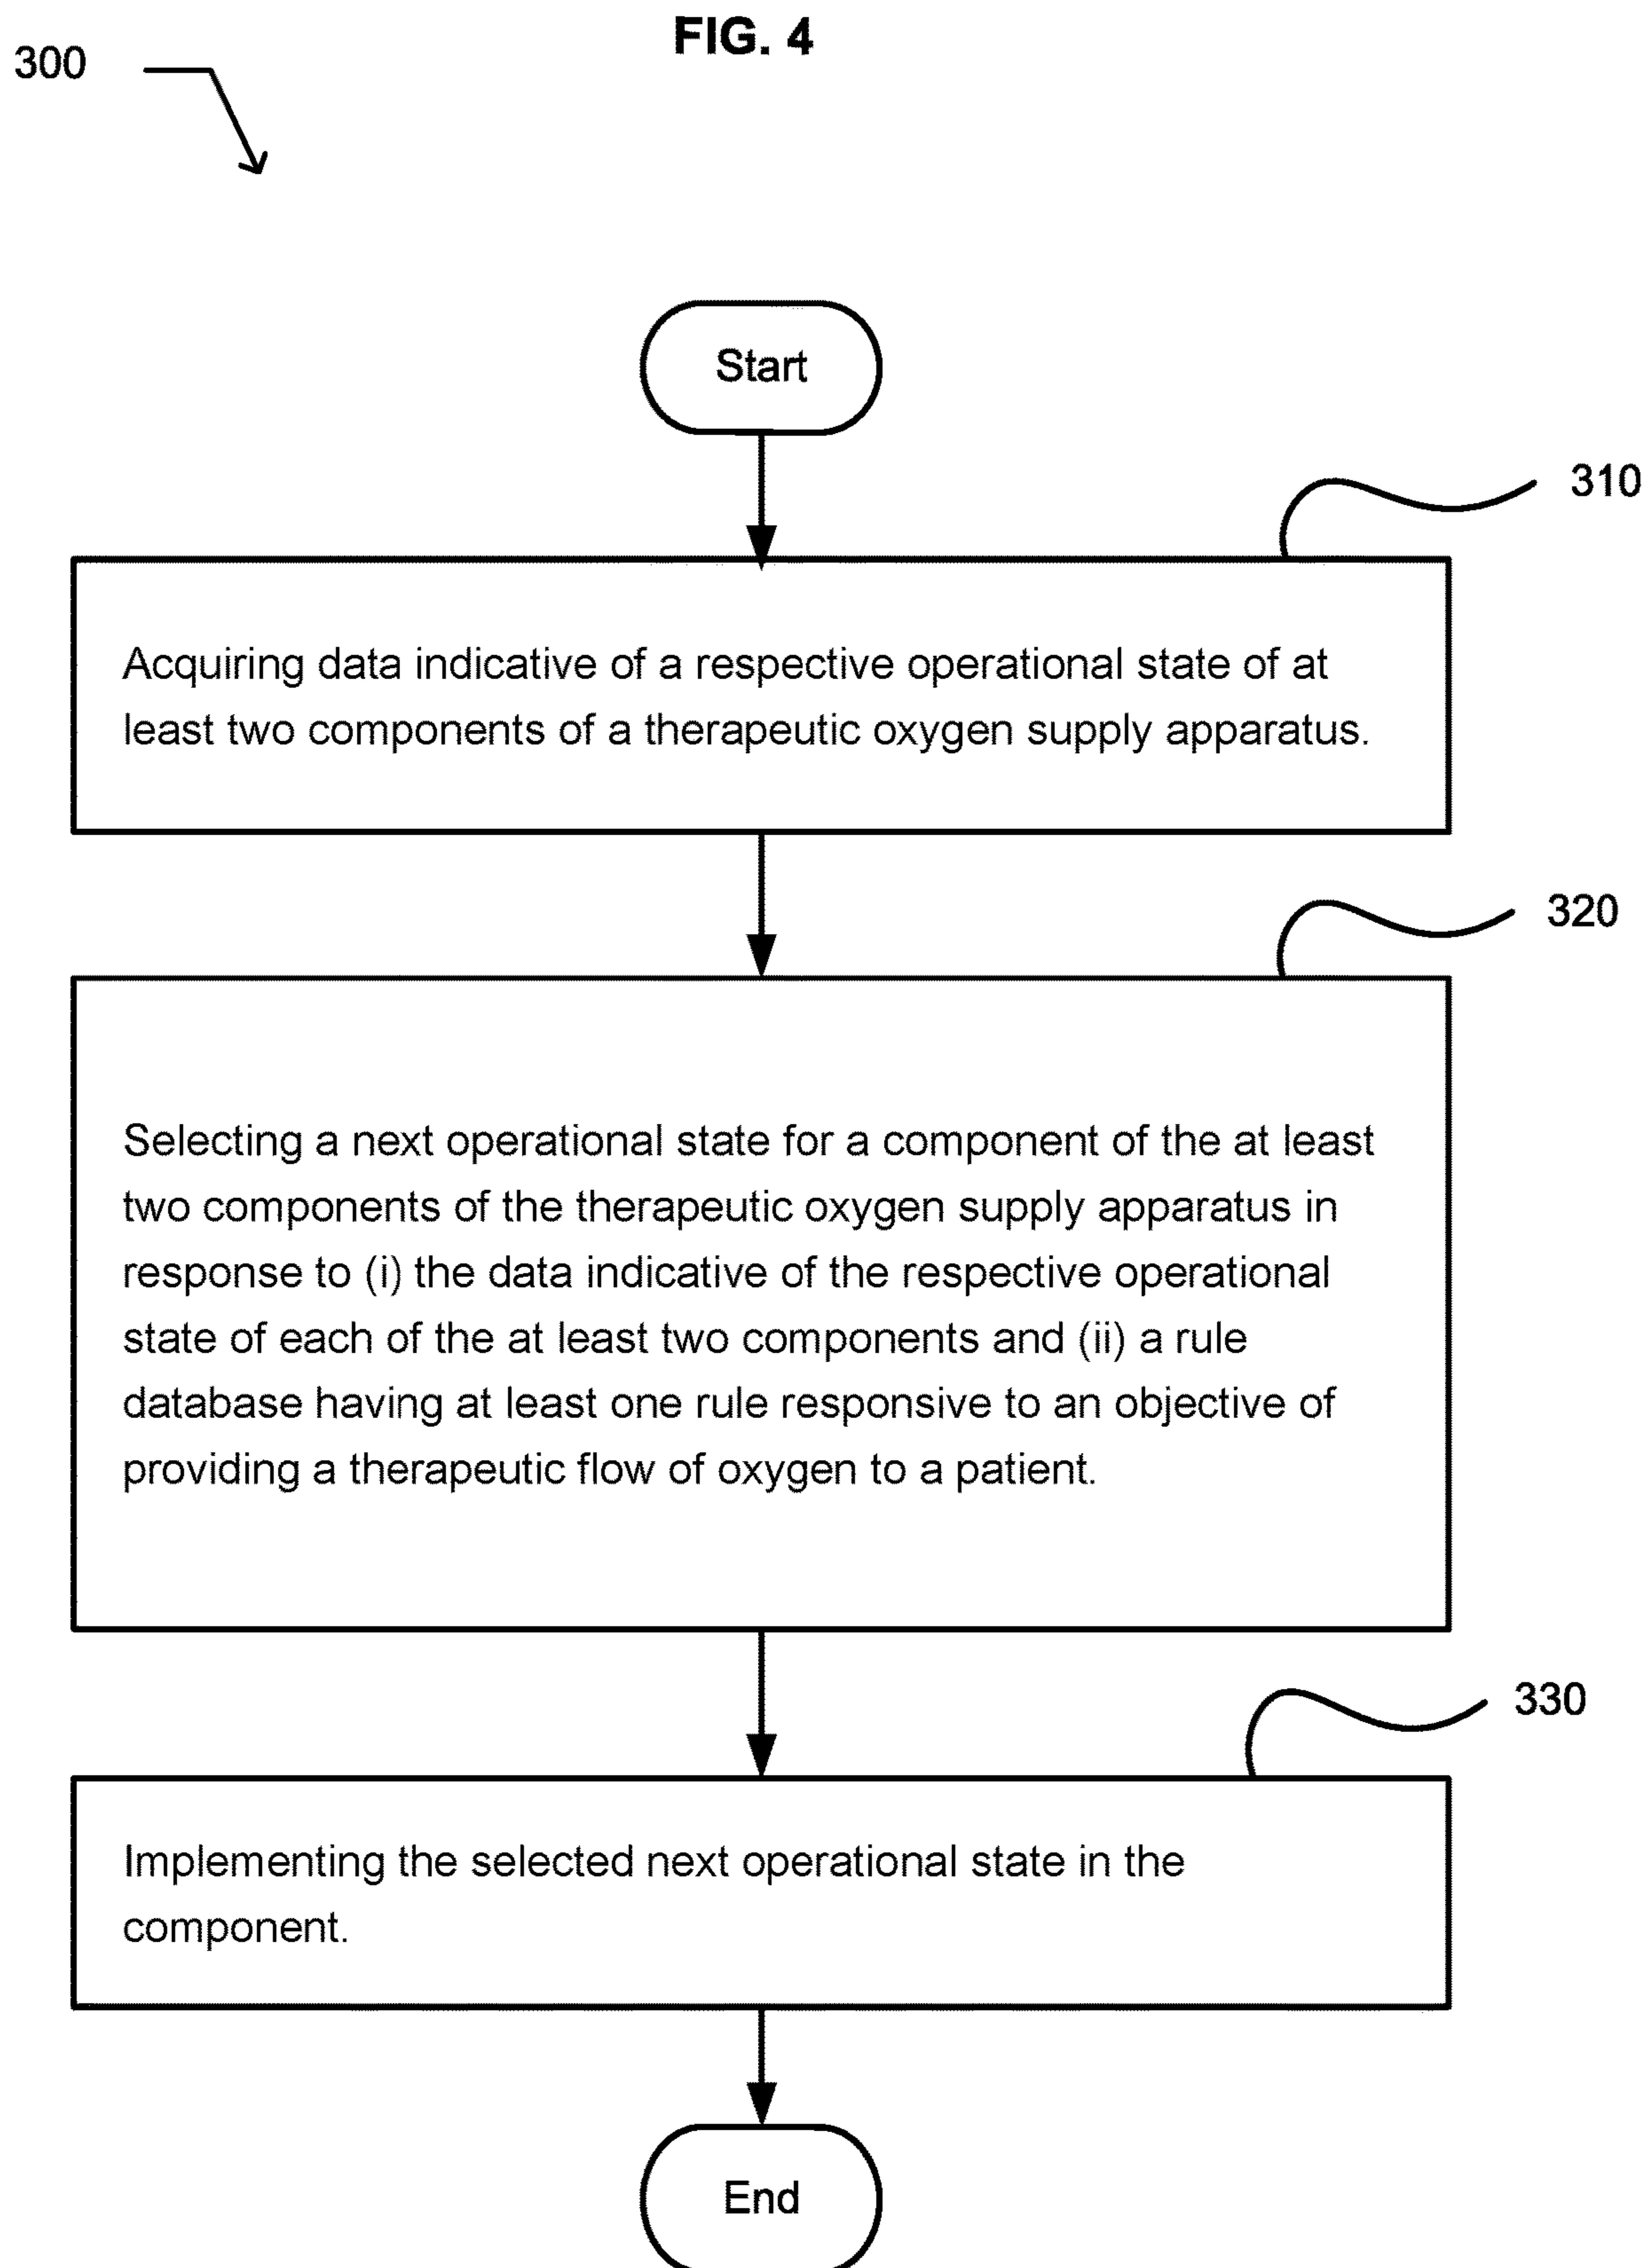 FIG. 4
300
Start
310
Acquiring data indicative of a respective operational state of at
least two components of a therapeutic oxygen supply apparatus.
320
Selecting a next operational state for a component of the at least
two components of the therapeutic oxygen supply apparatus in
response to (i) the data indicative of the respective operational
state of each of the at least two components and (ii) a rule
database having at least one rule responsive to an objective of
providing a therapeutic flow of oxygen to a patient.
330
Implementing the selected next operational state in the
component.
End